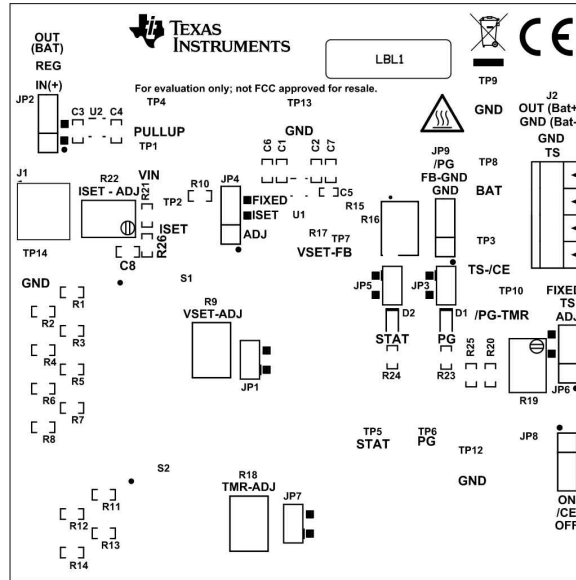 OUT
(BAT)
REG
IN(+)
JP2
C3 U2 C4
TEXAS
INSTRUMENTS
LBL1
For evaluation only; not FCC approved for resale.
TP4
TP13
PULLUP
TP1
GND
TP9
GND
J2
OUT (Bat+
GND (Bat-
GND
TS
J1
R22
ISET - ADJ
VIN
R21
TP2
R10
JP4
FIXED
ISET
ADJ
C6 C1
C2 C7
C5
U1
R15
R16
R17
TP7
VSET-FB
JP9
/PG
FB-GND
GND
TP8
BAT
TP3
TS-/CE
ISET
R26
C8
TP14
GND
S1
R1
R2
R3
R4
R5
R6
R7
R8
R9
VSET-ADJ
JP1
JP5
JP3
D2
D1
STAT
PG
R24
R23
TP10
/PG-TMR
R25
R20
R19
FIXED
TS
ADJ
JP6
TP5
STAT
TP6
PG
TP12
GND
JP8
ON
/CE
OFF
S2
R11
R12
R13
R14
R18
TMR-ADJ
JP7